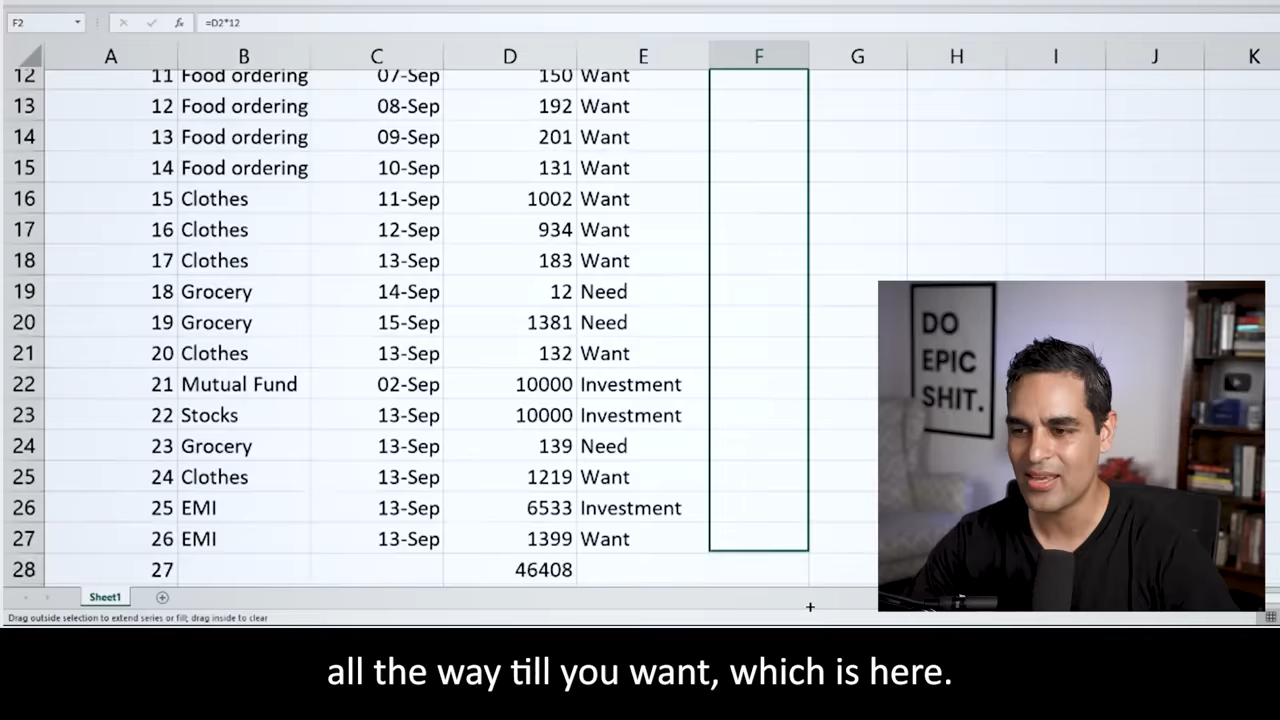 F2 fx =D2*12
A B C D E F G H I J K
12 11 Food ordering 07-Sep 150 Want
13 12 Food ordering 08-Sep 192 Want
14 13 Food ordering 09-Sep 201 Want
15 14 Food ordering 10-Sep 131 Want
16 15 Clothes 11-Sep 1002 Want
17 16 Clothes 12-Sep 934 Want
18 17 Clothes 13-Sep 183 Want
19 18 Grocery 14-Sep 12 Need
20 19 Grocery 15-Sep 1381 Need
21 20 Clothes 13-Sep 132 Want
22 21 Mutual Fund 02-Sep 10000 Investment
23 22 Stocks 13-Sep 10000 Investment
24 23 Grocery 13-Sep 139 Need
25 24 Clothes 13-Sep 1219 Want
26 25 EMI 13-Sep 6533 Investment
27 26 EMI 13-Sep 1399 Want
28 27 46408
DO
EPIC
SHIT.
Sheet1
Drag outside selection to extend series or fill; drag inside to clear
all the way till you want, which is here.